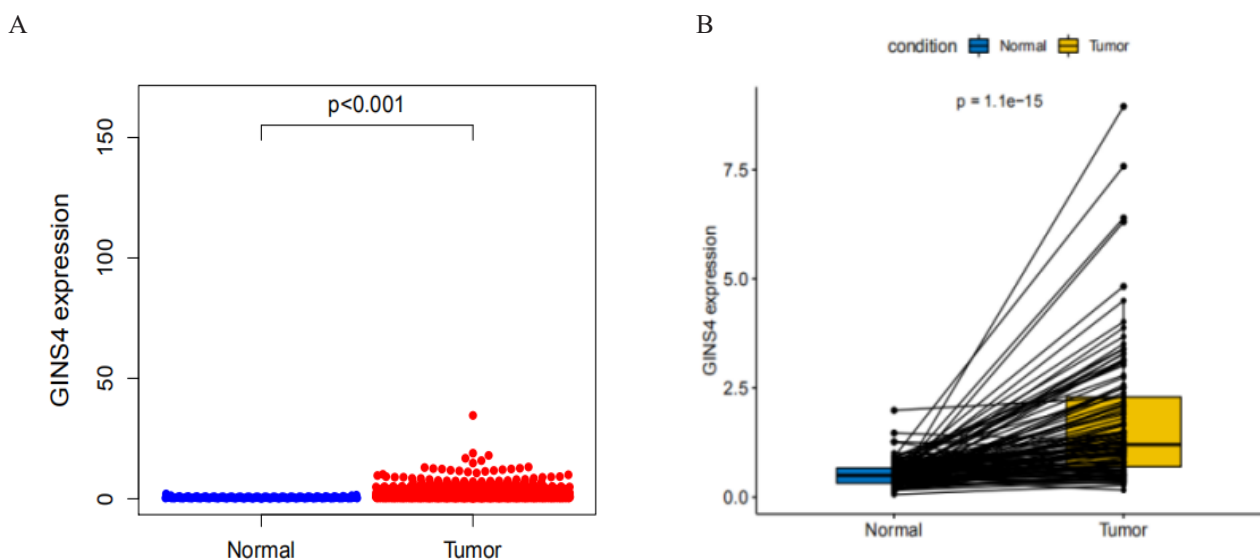 A
p<0.001
GINS4 expression
150
100
50
0
Normal Tumor
B
condition Normal Tumor
p = 1.1e−15
GINS4 expression
7.5
5.0
2.5
0.0
Normal Tumor